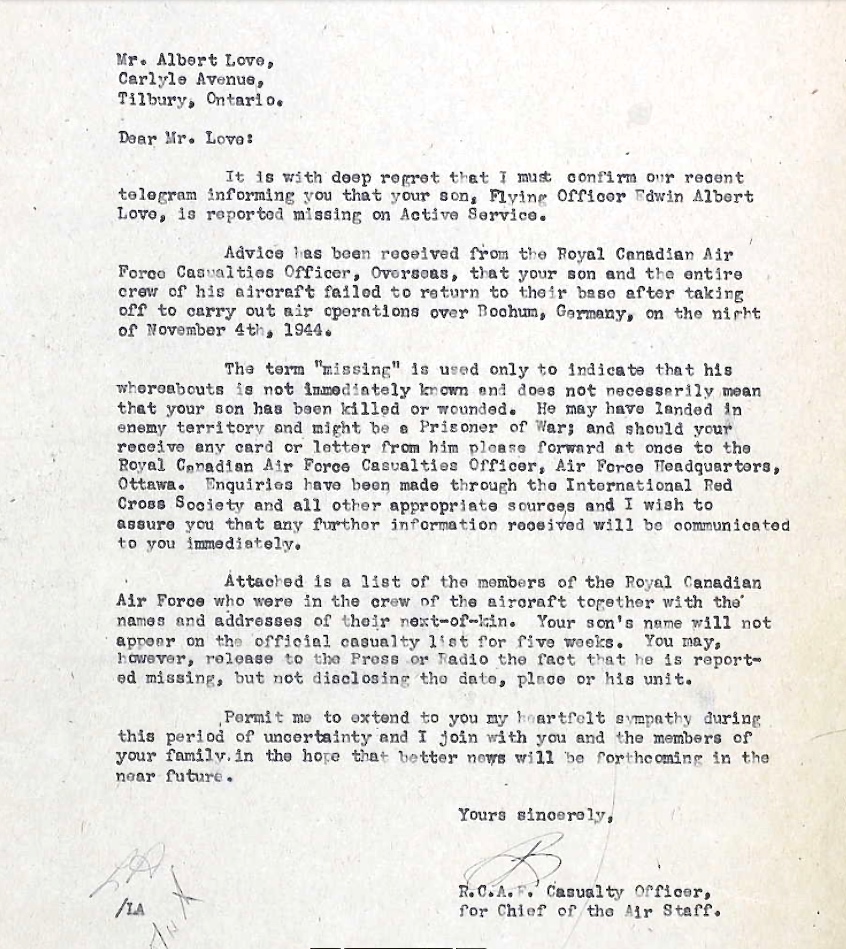 Mr. Albert Love,
Carlyle Avenue,
Tilbury, Ontario.
Dear Mr. Love:
It is with deep regret that I must confirm our recent
telegram informing you that your son, Flying Officer Edwin Albert
Love, is reported missing on Active Service.
Advice has been received from the Royal Canadian Air
Force Casualties Officer, Overseas, that your son and the entire
crew of his aircraft failed to return to their base after taking
off to carry out air operations over Bochum, Germany, on the night
of November 4th, 1944.
The term "missing" is used only to indicate that his
whereabouts is not immediately known and does not necessarily mean
that your son has been killed or wounded. He may have landed in
enemy territory and might be a Prisoner of War; and should your
receive any card or letter from him please forward at once to the
Royal Canadian Air Force Casualties Officer, Air Force Headquarters,
Ottawa. Enquiries have been made through the International Red
Cross Society and all other appropriate sources and I wish to
assure you that any further information received will be communicated
to you immediately.
Attached is a list of the members of the Royal Canadian
Air Force who were in the crew of the aircraft together with the
names and addresses of their next-of-kin. Your son's name will not
appear on the official casualty list for five weeks. You may,
however, release to the Press or Radio the fact that he is report-
ed missing, but not disclosing the date, place or his unit.
Permit me to extend to you my heartfelt sympathy during
this period of uncertainty and I join with you and the members of
your family in the hope that better news will be forthcoming in the
near future.
Yours sincerely,
R.C.A.F. Casualty Officer,
for Chief of the Air Staff.
/LA